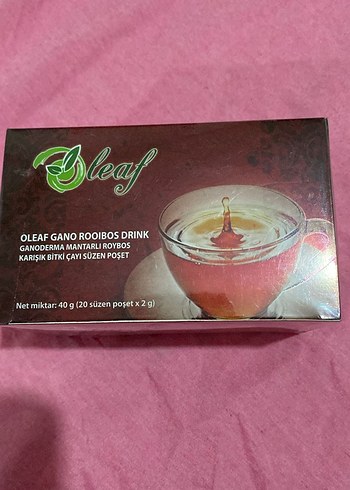 Oleaf
OLEAF GANO ROOIBOS DRINK
GANODERMA MANTARLI ROYBOS
KARIŞIK BİTKİ ÇAYI SÜZEN POŞET
Net miktar: 40 g (20 süzen poşet x 2 g)